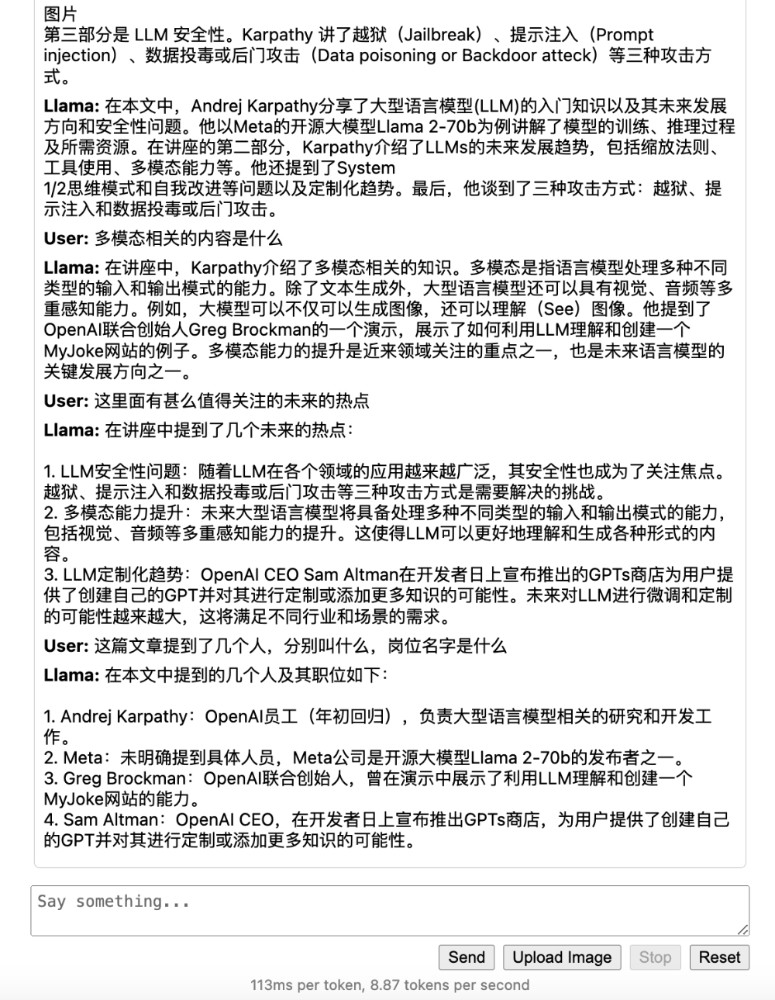 图片
第三部分是 LLM 安全性。Karpathy 讲了越狱（Jailbreak）、提示注入（Prompt
injection）、数据投毒或后门攻击（Data poisoning or Backdoor atteck）等三种攻击方
式。
Llama: 在本文中，Andrej Karpathy分享了大型语言模型(LLM)的入门知识以及其未来发展
方向和安全性问题。他以Meta的开源大模型Llama 2-70b为例讲解了模型的训练、推理过程
及所需资源。在讲座的第二部分，Karpathy介绍了LLMs的未来发展趋势，包括缩放法则、
工具使用、多模态能力等。他还提到了System
1/2思维模式和自我改进等问题以及定制化趋势。最后，他谈到了三种攻击方式：越狱、提
示注入和数据投毒或后门攻击。
User: 多模态相关的内容是什么
Llama: 在讲座中，Karpathy介绍了多模态相关的知识。多模态是指语言模型处理多种不同
类型的输入和输出模式的能力。除了文本生成外，大型语言模型还可以具有视觉、音频等多
重感知能力。例如，大模型可以不仅可以生成图像，还可以理解（See）图像。他提到了
OpenAI联合创始人Greg Brockman的一个演示，展示了如何利用LLM理解和创建一个
MyJoke网站的例子。多模态能力的提升是近来领域关注的重点之一，也是未来语言模型的
关键发展方向之一。
User: 这里面有甚么值得关注的未来的热点
Llama: 在讲座中提到了几个未来的热点：
1. LLM安全性问题：随着LLM在各个领域的应用越来越广泛，其安全性也成为了关注焦点。
越狱、提示注入和数据投毒或后门攻击等三种攻击方式是需要解决的挑战。
2. 多模态能力提升：未来大型语言模型将具备处理多种不同类型的输入和输出模式的能力，
包括视觉、音频等多重感知能力的提升。这使得LLM可以更好地理解和生成各种形式的内
容。
3. LLM定制化趋势：OpenAI CEO Sam Altman在开发者日上宣布推出的GPTs商店为用户提
供了创建自己的GPT并对其进行定制或添加更多知识的可能性。未来对LLM进行微调和定制
的可能性越来越大，这将满足不同行业和场景的需求。
User: 这篇文章提到了几个人，分别叫什么，岗位名字是什么
Llama: 在本文中提到的几个人及其职位如下：
1. Andrej Karpathy：OpenAI员工（年初回归），负责大型语言模型相关的研究和开发工
作。
2. Meta：未明确提到具体人员，Meta公司是开源大模型Llama 2-70b的发布者之一。
3. Greg Brockman：OpenAI联合创始人，曾在演示中展示了利用LLM理解和创建一个
MyJoke网站的能力。
4. Sam Altman：OpenAI CEO，在开发者日上宣布推出GPTs商店，为用户提供了创建自己
的GPT并对其进行定制或添加更多知识的可能性。
Say something...
Send Upload Image Stop Reset
113ms per token, 8.87 tokens per second